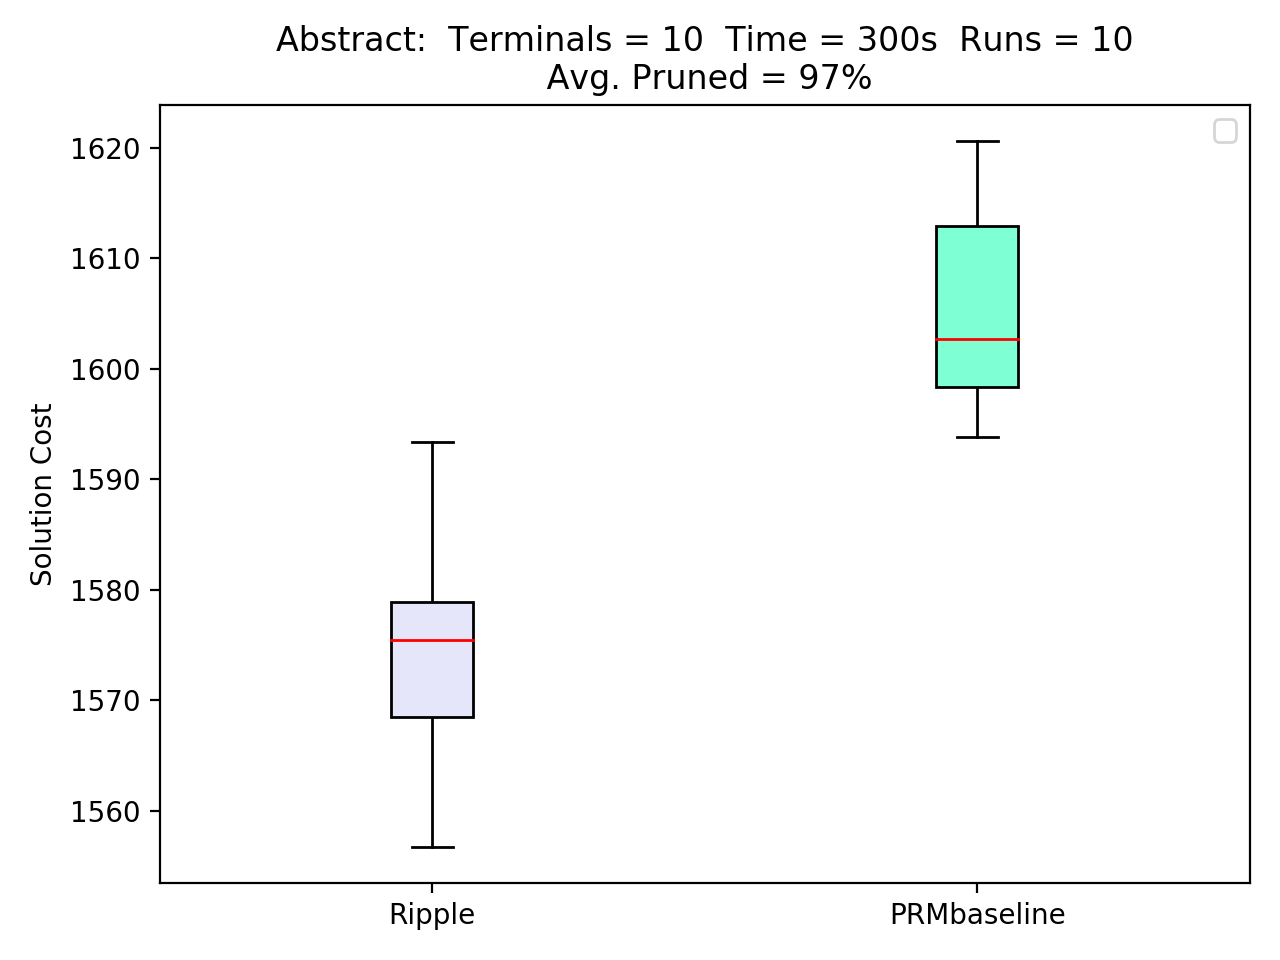 Abstract:  Terminals = 10  Time = 300s  Runs = 10
Avg. Pruned = 97%
1620
1610
1600
1590
1580
1570
1560
Solution Cost
Ripple
PRMbaseline